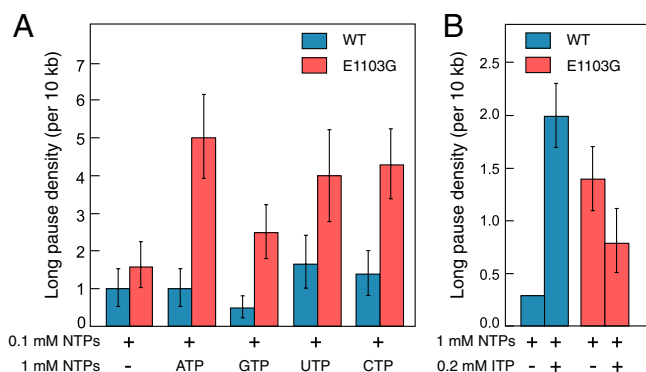 A
WT
E1103G
Long pause density (per 10 kb)
7
6
5
4
3
2
1
0
0.1 mM NTPs + + + + +
1 mM NTPs - ATP GTP UTP CTP
B
WT
E1103G
Long pause density (per 10 kb)
2.5
2.0
1.5
1.0
0.5
0.0
1 mM NTPs + + + +
0.2 mM ITP - + - +